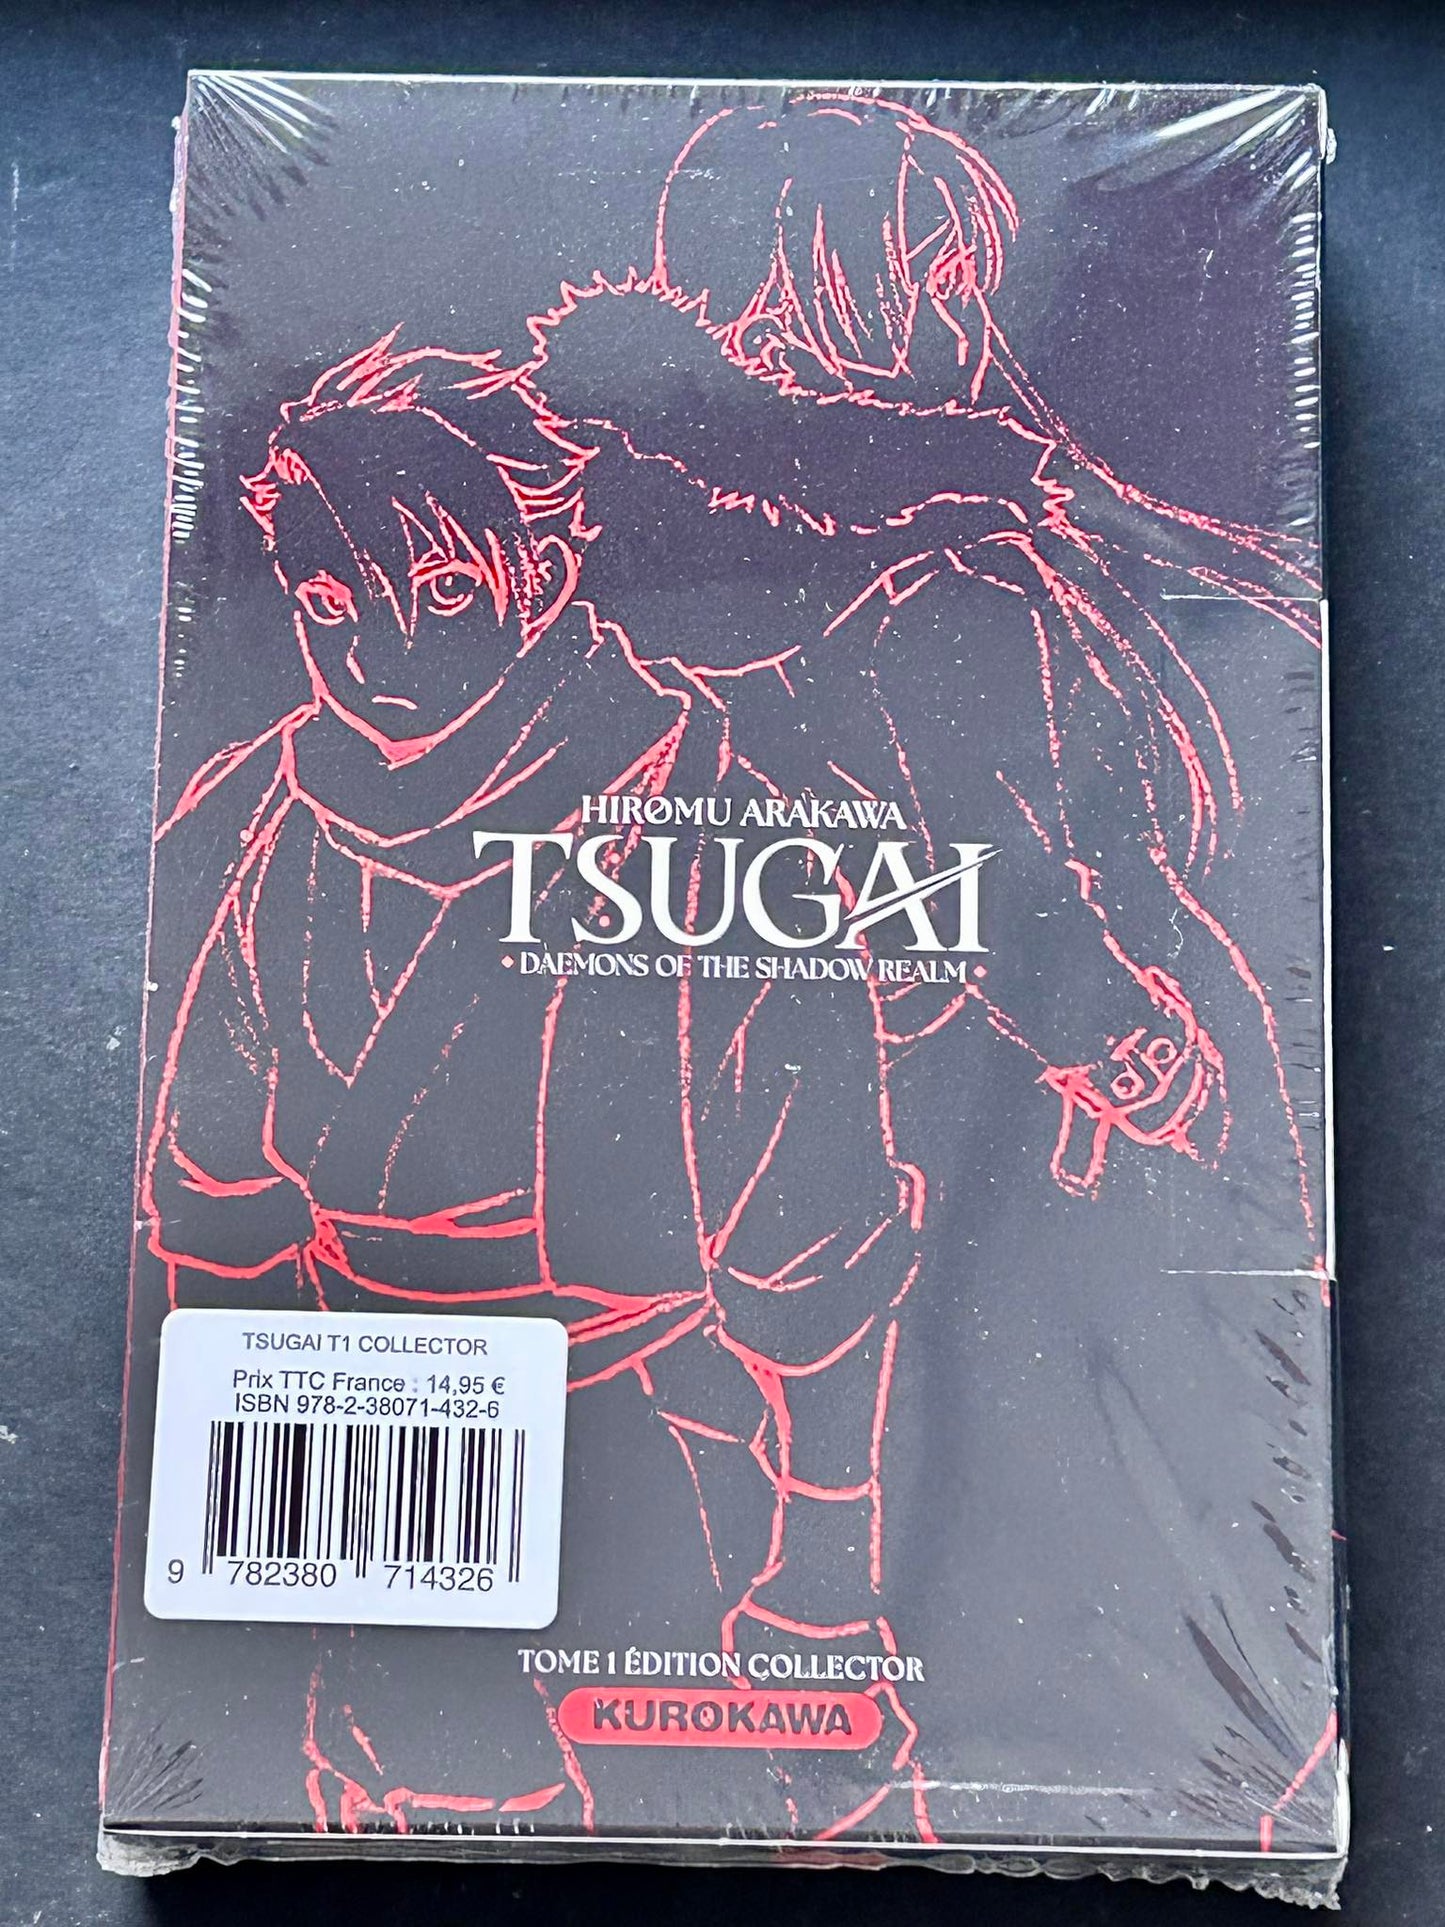 HIROMU ARAKAWA
TSUGAI
• DAEMONS OF THE SHADOW REALM •
TSUGAI T1 COLLECTOR
Prix TTC France : 14,95 €
ISBN 978-2-38071-432-6
9 782380 714326
TOME 1 ÉDITION COLLECTOR
KUROKAWA